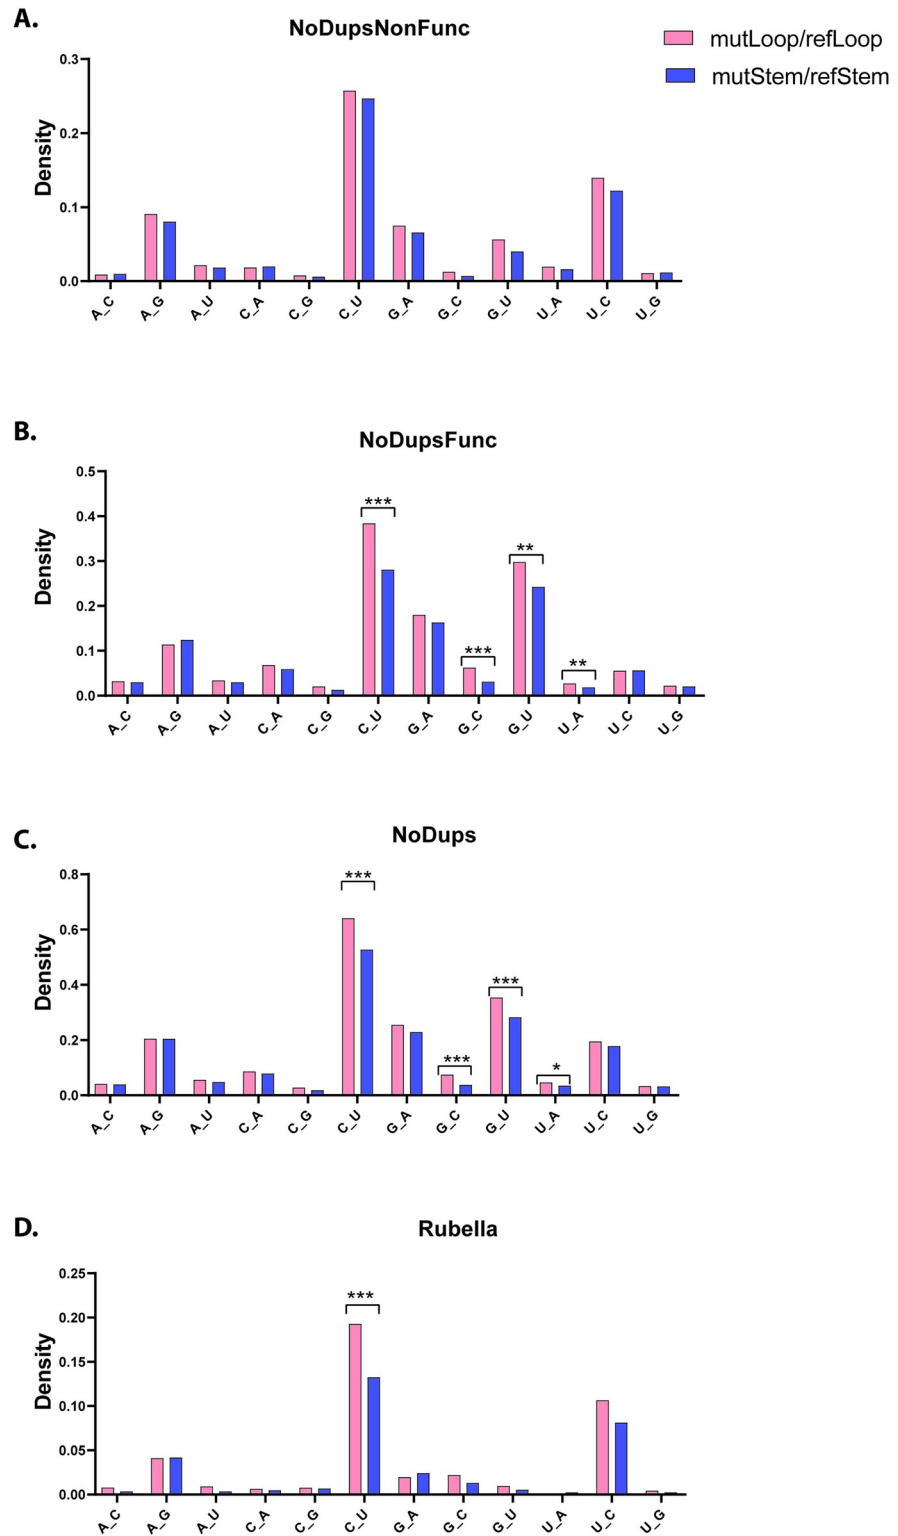 A.
NoDupsNonFunc
mutLoop/refLoop
mutStem/refStem
Density
0.3
0.2
0.1
0.0
A_C A_G A_U C_A C_G C_U G_A G_C G_U U_A U_C U_G
B.
NoDupsFunc
Density
0.5
0.4
0.3
0.2
0.1
0.0
*** *** ** **
A_C A_G A_U C_A C_G C_U G_A G_C G_U U_A U_C U_G
C.
NoDups
Density
0.8
0.6
0.4
0.2
0.0
*** *** *** *
A_C A_G A_U C_A C_G C_U G_A G_C G_U U_A U_C U_G
D.
Rubella
Density
0.25
0.20
0.15
0.10
0.05
0.00
***
A_C A_G A_U C_A C_G C_U G_A G_C G_U U_A U_C U_G